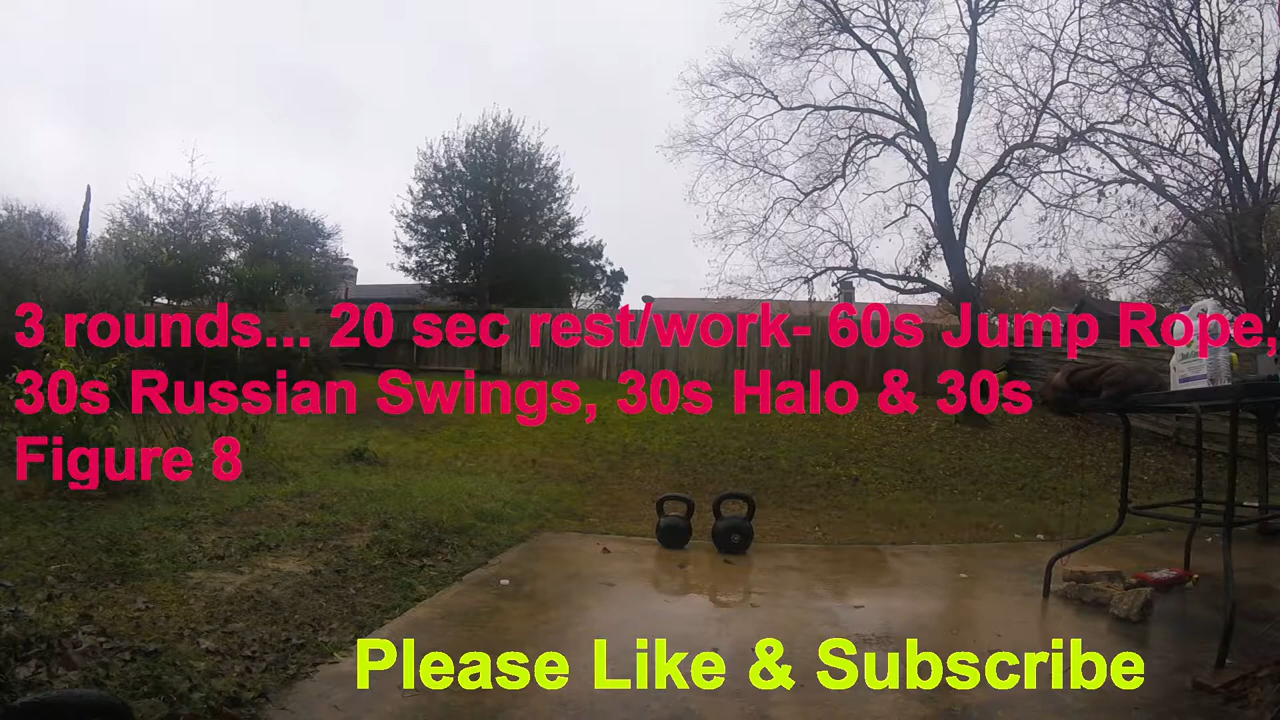 3 rounds... 20 sec rest/work- 60s Jump Rope,
30s Russian Swings, 30s Halo & 30s
Figure 8
Please Like & Subscribe